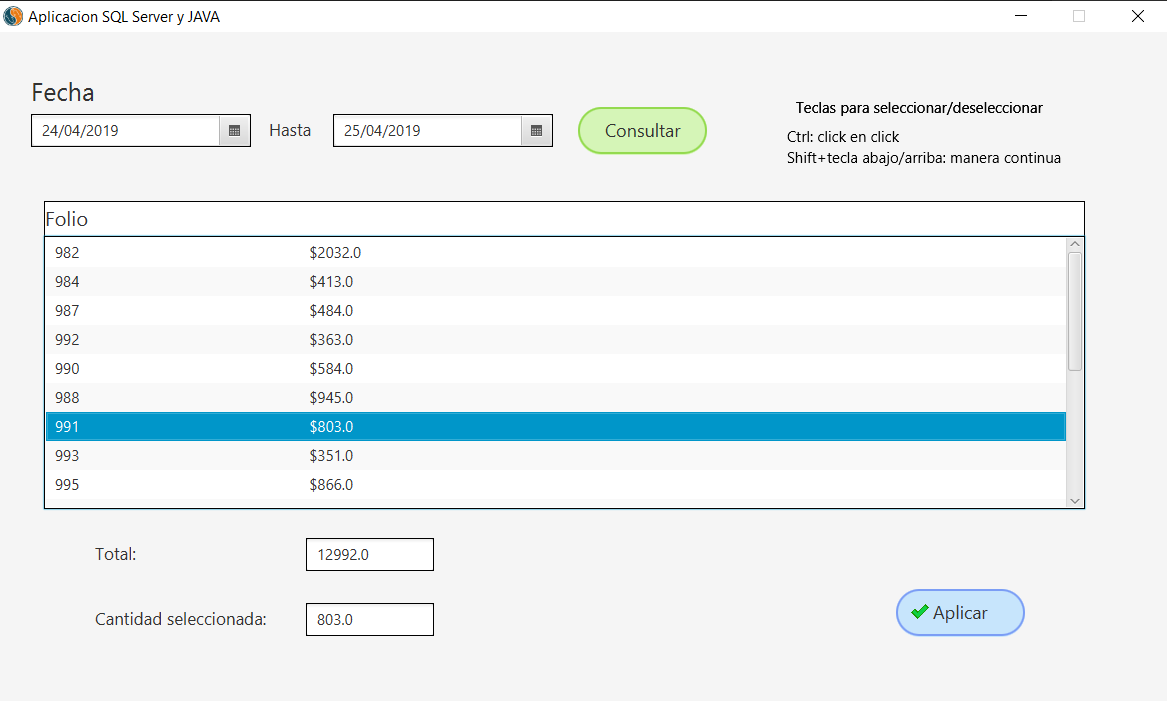 Aplicacion SQL Server y JAVA
Fecha
24/04/2019 Hasta 25/04/2019 Consultar
Teclas para seleccionar/deseleccionar
Ctrl: click en click
Shift+tecla abajo/arriba: manera continua
Folio
982 $2032.0
984 $413.0
987 $484.0
992 $363.0
990 $584.0
988 $945.0
991 $803.0
993 $351.0
995 $866.0
Total: 12992.0
Cantidad seleccionada: 803.0
Aplicar